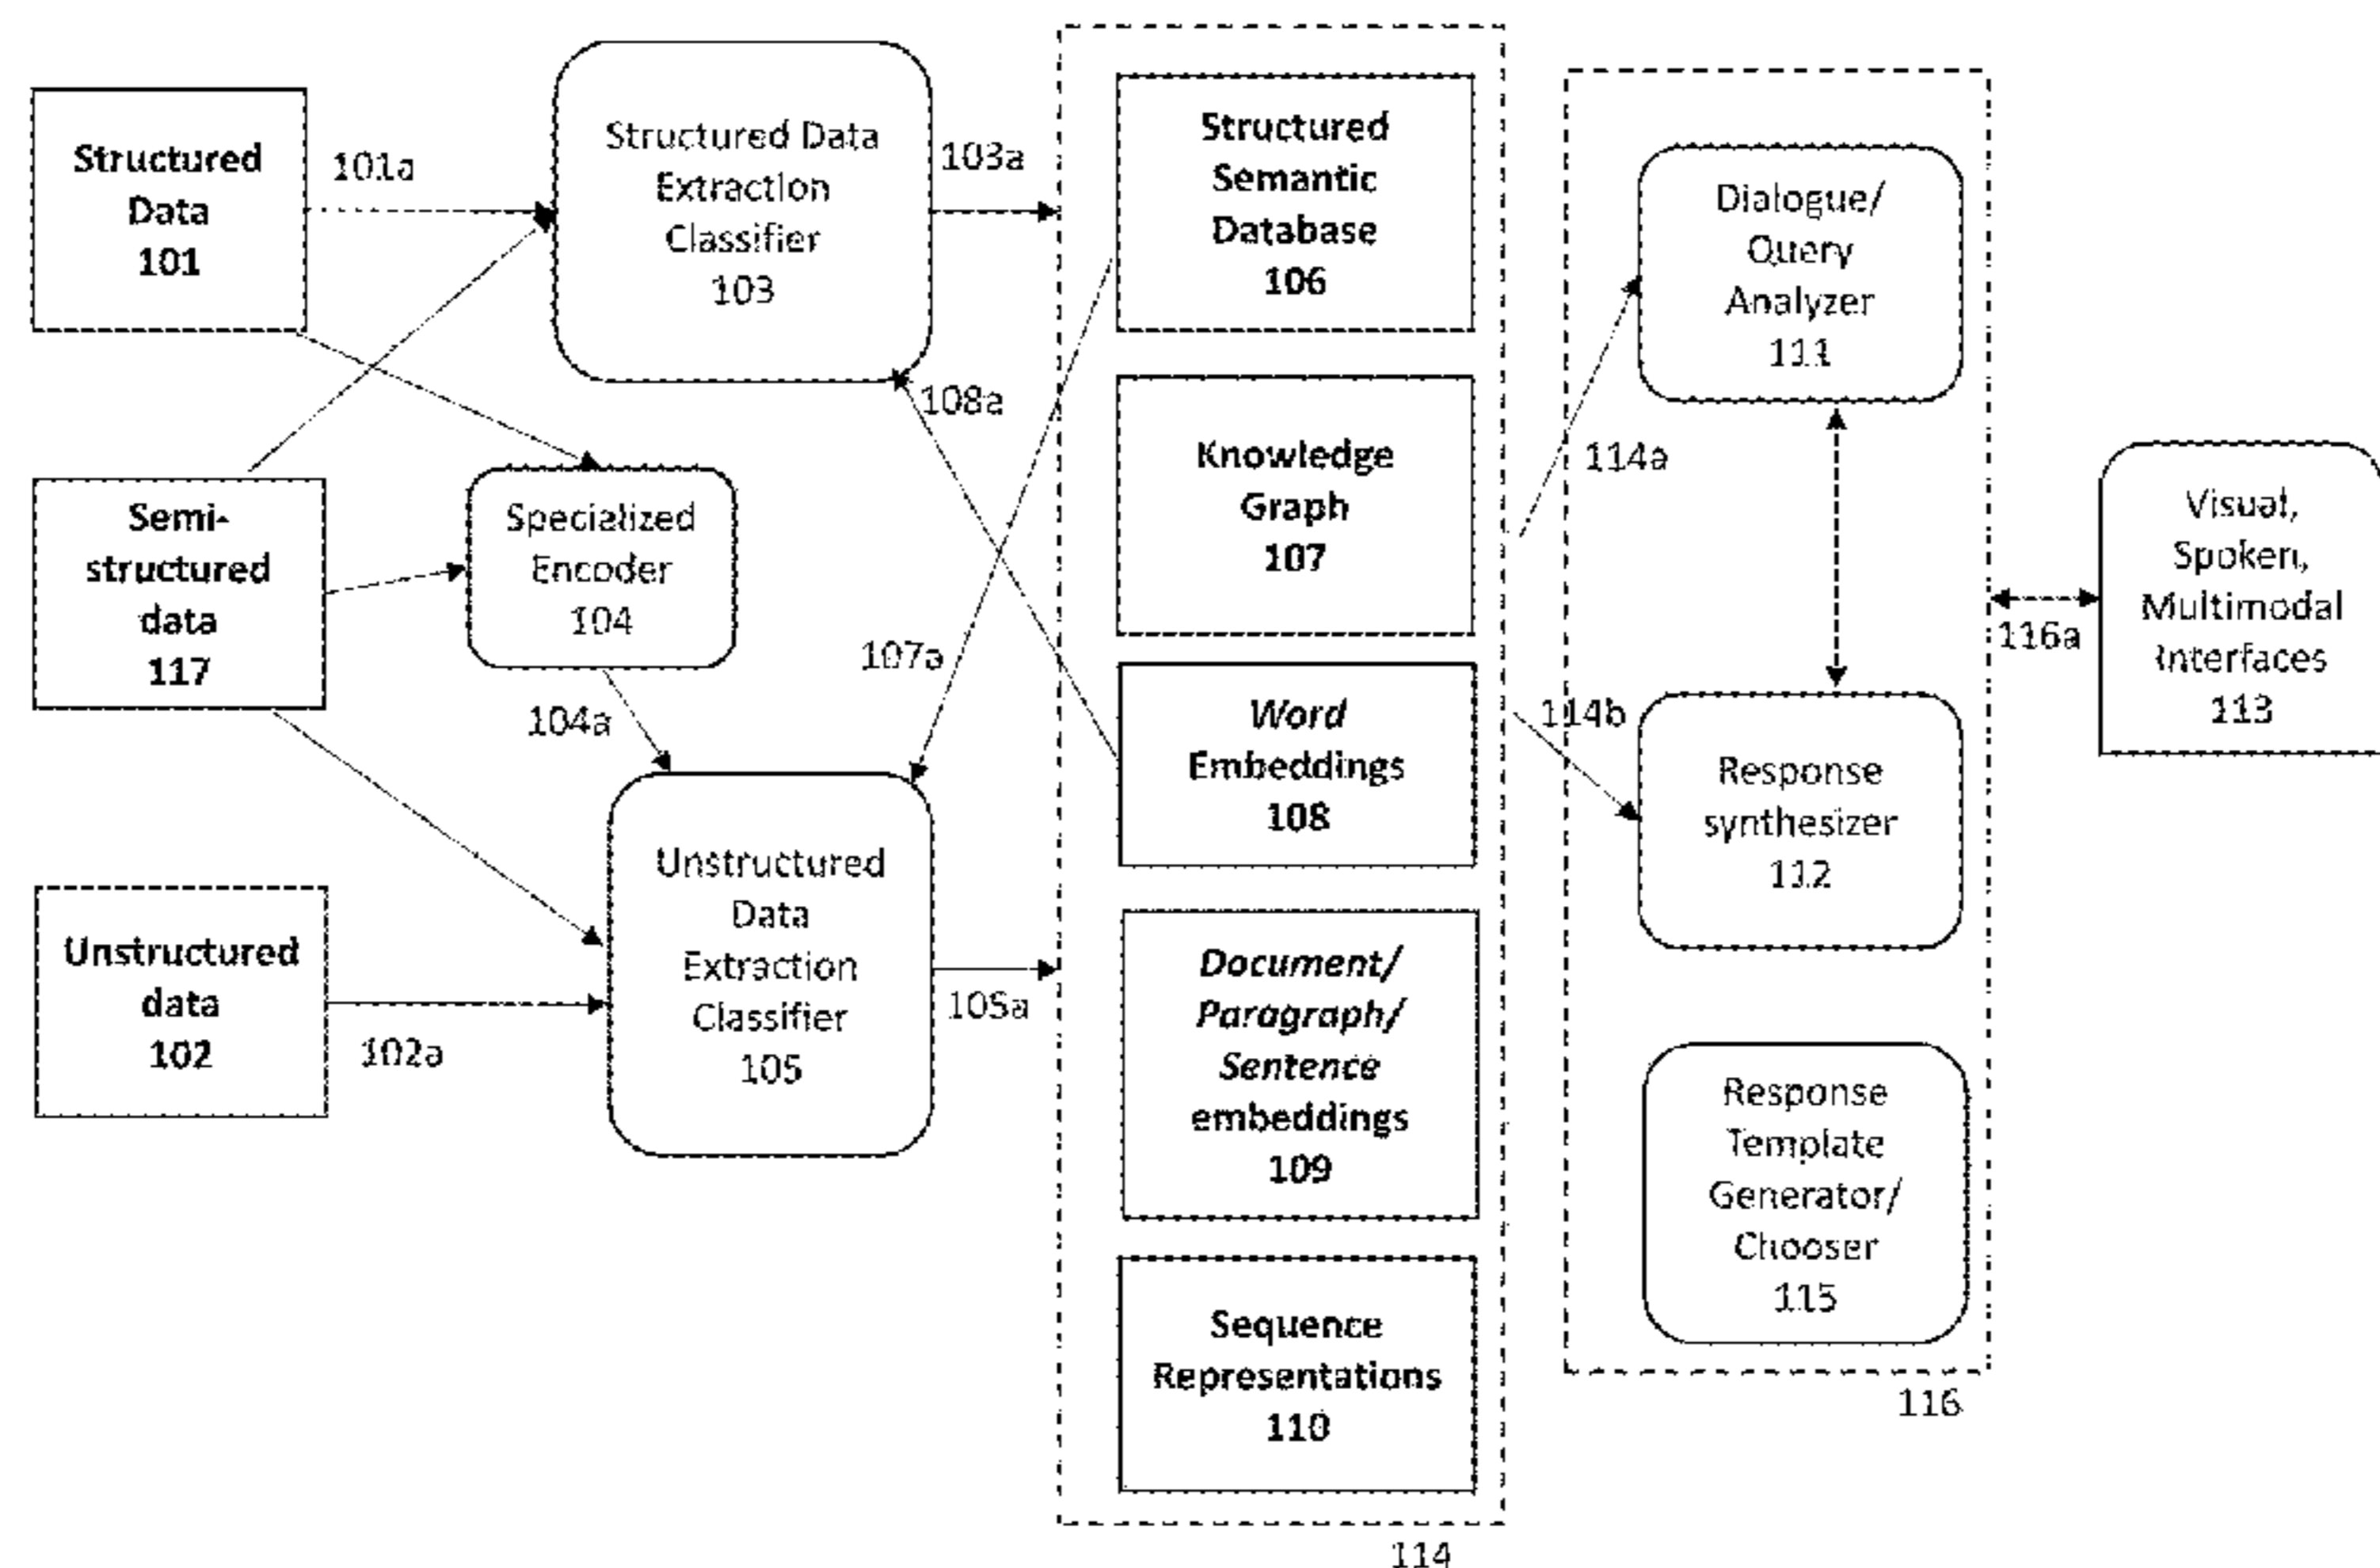 Structured
Data
101
101a
Structured Data
Extraction
Classifier
103
103a
Structured
Semantic
Database
106
Dialogue/
Query
Analyzer
111
108a
Semi-
structured
data
117
Specialized
Encoder
104
104a
107a
Knowledge
Graph
107
114a
Visual,
Spoken,
Multimodal
Interfaces
113
116a
Word
Embeddings
108
114b
Response
synthesizer
112
Unstructured
data
102
102a
Unstructured
Data
Extraction
Classifier
105
105a
Document/
Paragraph/
Sentence
embeddings
109
Response
Template
Generator/
Chooser
115
Sequence
Representations
110
116
114